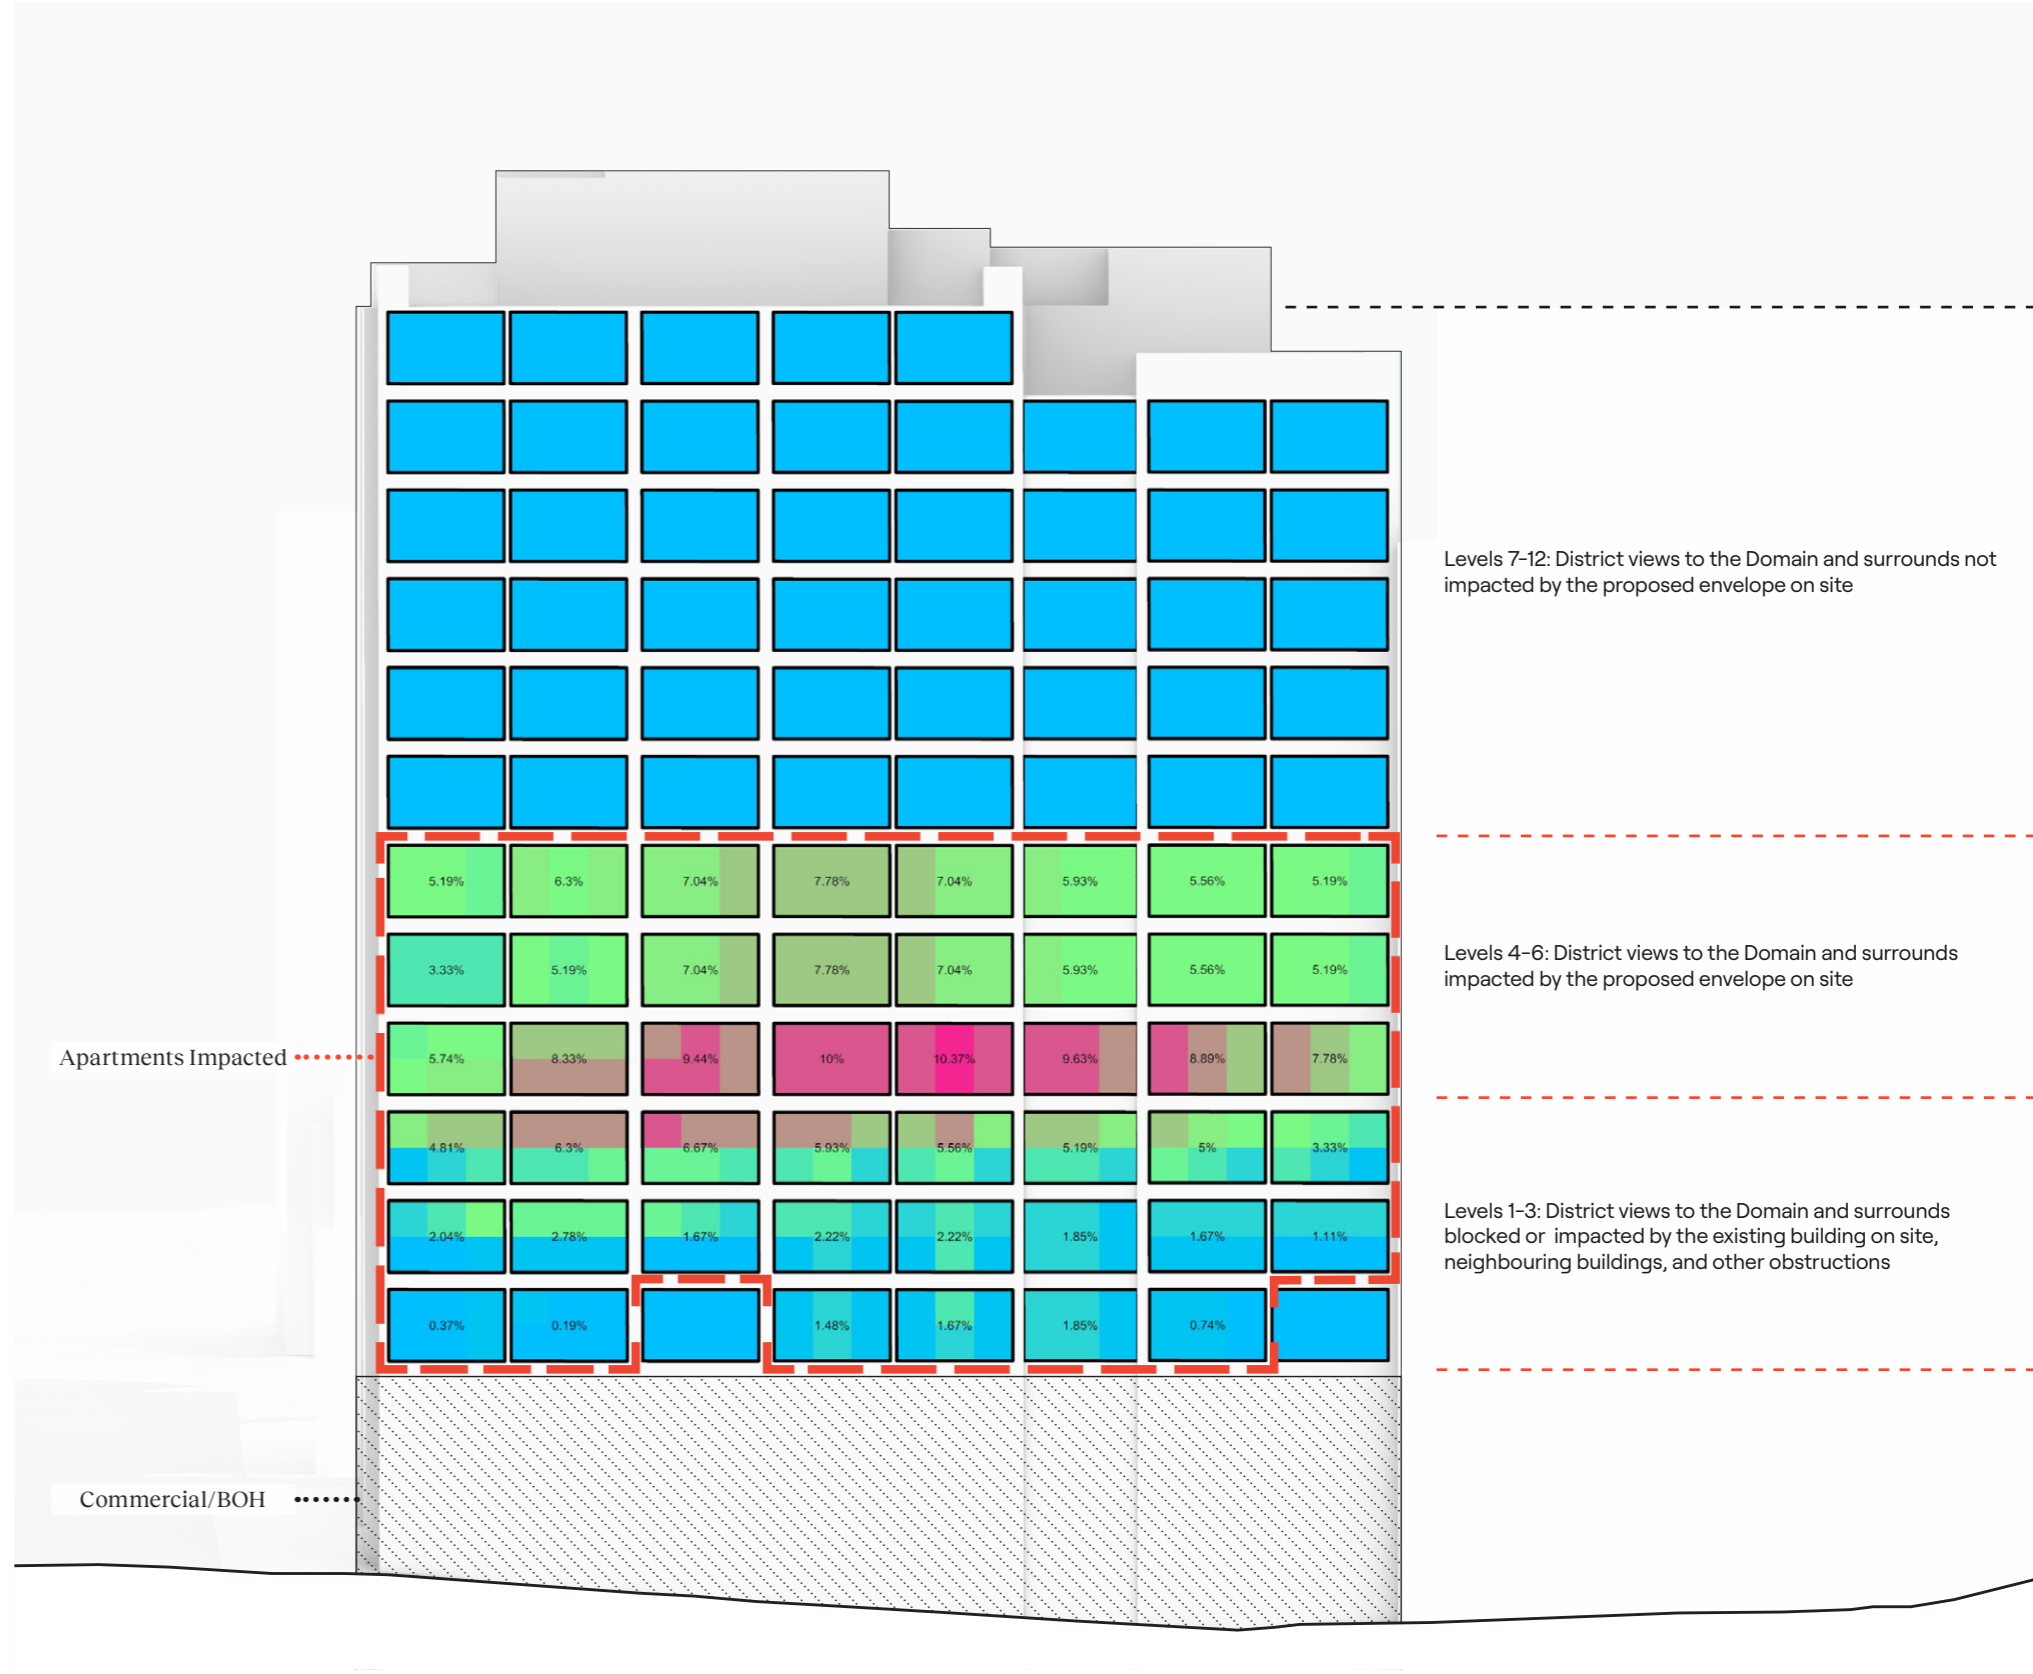 Levels 7-12: District views to the Domain and surrounds not
impacted by the proposed envelope on site
5.19% 6.3% 7.04% 7.78% 7.04% 5.93% 5.56% 5.19%
3.33% 5.19% 7.04% 7.78% 7.04% 5.93% 5.56% 5.19%
Levels 4-6: District views to the Domain and surrounds
impacted by the proposed envelope on site
Apartments Impacted
5.74% 8.33% 9.44% 10% 10.37% 9.63% 8.89% 7.78%
4.81% 6.3% 6.67% 5.93% 5.56% 5.19% 5% 3.33%
2.04% 2.78% 1.67% 2.22% 2.22% 1.85% 1.67% 1.11%
Levels 1-3: District views to the Domain and surrounds
blocked or impacted by the existing building on site,
neighbouring buildings, and other obstructions
0.37% 0.19% 1.48% 1.67% 1.85% 0.74%
Commercial/BOH